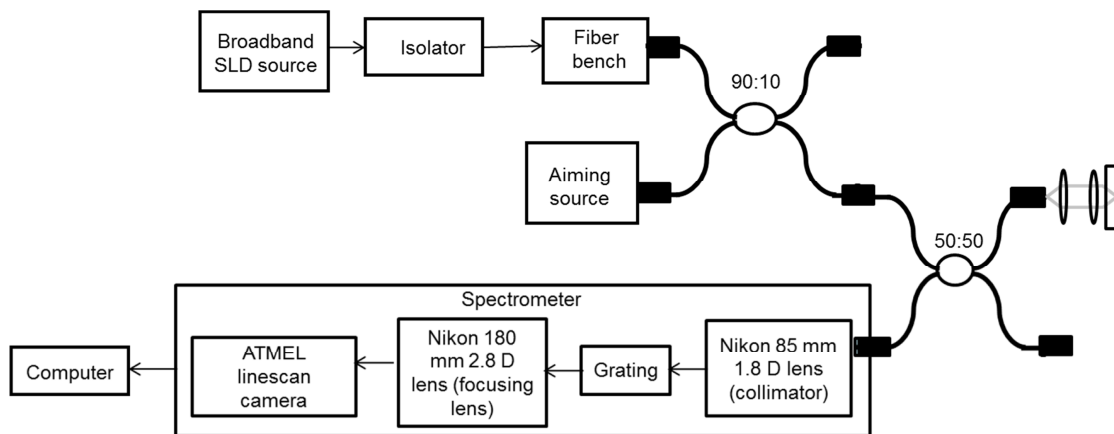 Broadband
SLD source
Isolator
Fiber
bench
90:10
Aiming
source
50:50
Spectrometer
Nikon 85 mm
1.8 D lens
(collimator)
Grating
Nikon 180
mm 2.8 D
lens (focusing
lens)
ATMEL
linescan
camera
Computer